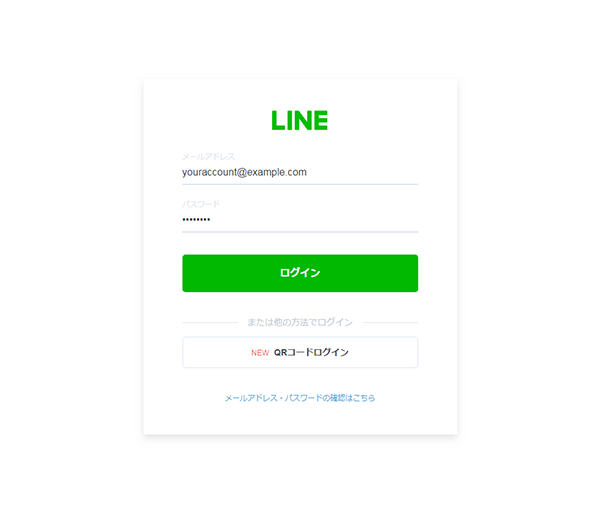 LINE
メールアドレス
youraccount@example.com
パスワード
••••••••
ログイン
または他の方法でログイン
NEW QRコードログイン
メールアドレス・パスワードの確認はこちら